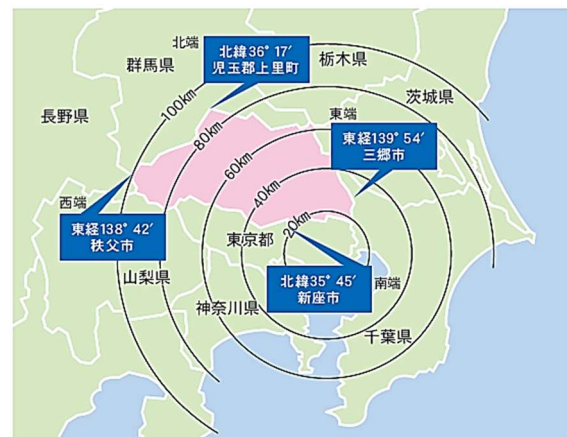 北端
北緯36° 17′
児玉郡上里町
栃木県
群馬県
茨城県
長野県
100km
80km
60km
40km
20km
東端
東経139° 54′
三郷市
西端
東経138° 42′
秩父市
東京都
北緯35° 45′
新座市
南端
山梨県
神奈川県
千葉県